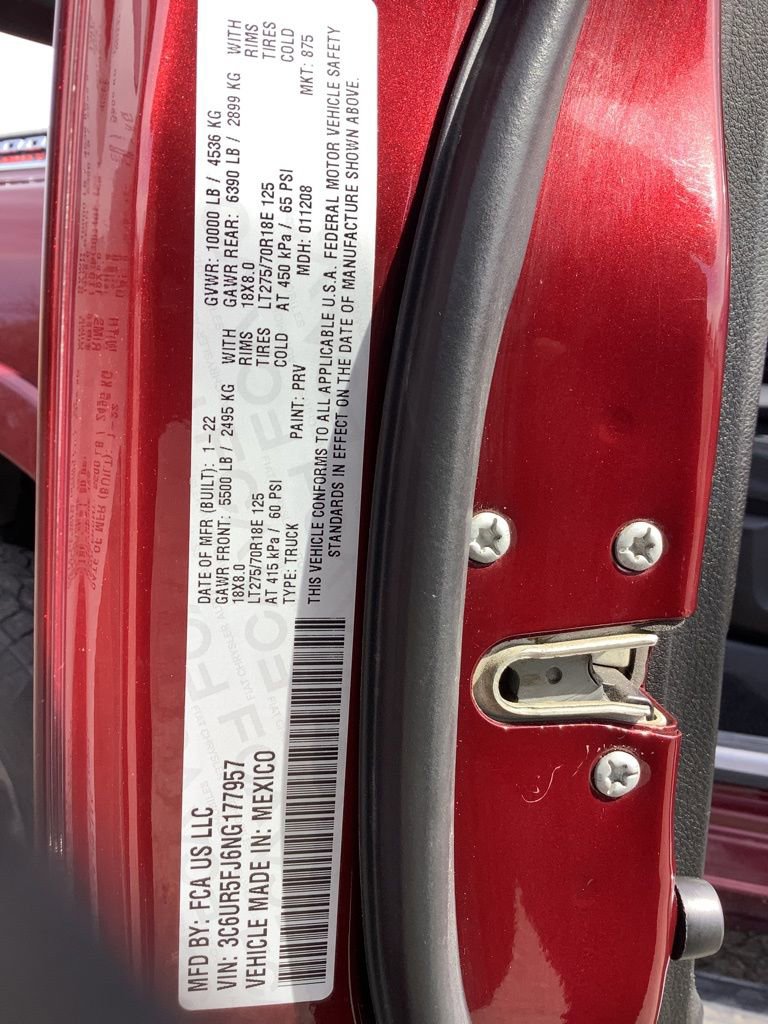 MFD BY: FCA US LLC
VIN: 3C6UR5FJ6NG177957
VEHICLE MADE IN: MEXICO
DATE OF MFR (BUILT): 1-22 GVWR: 10000 LB / 4536 KG
GAWR FRONT: 5500 LB / 2495 KG WITH GAWR REAR: 6390 LB / 2899 KG WITH
18X8.0 RIMS 18X8.0 RIMS
LT275/70R18E 125 TIRES LT275/70R18E 125 TIRES
AT 415 kPa / 60 PSI COLD AT 450 kPa / 65 PSI COLD
TYPE: TRUCK PAINT: PRV MDH: 011208 MKT: 875
THIS VEHICLE CONFORMS TO ALL APPLICABLE U.S.A. FEDERAL MOTOR VEHICLE SAFETY
STANDARDS IN EFFECT ON THE DATE OF MANUFACTURE SHOWN ABOVE.